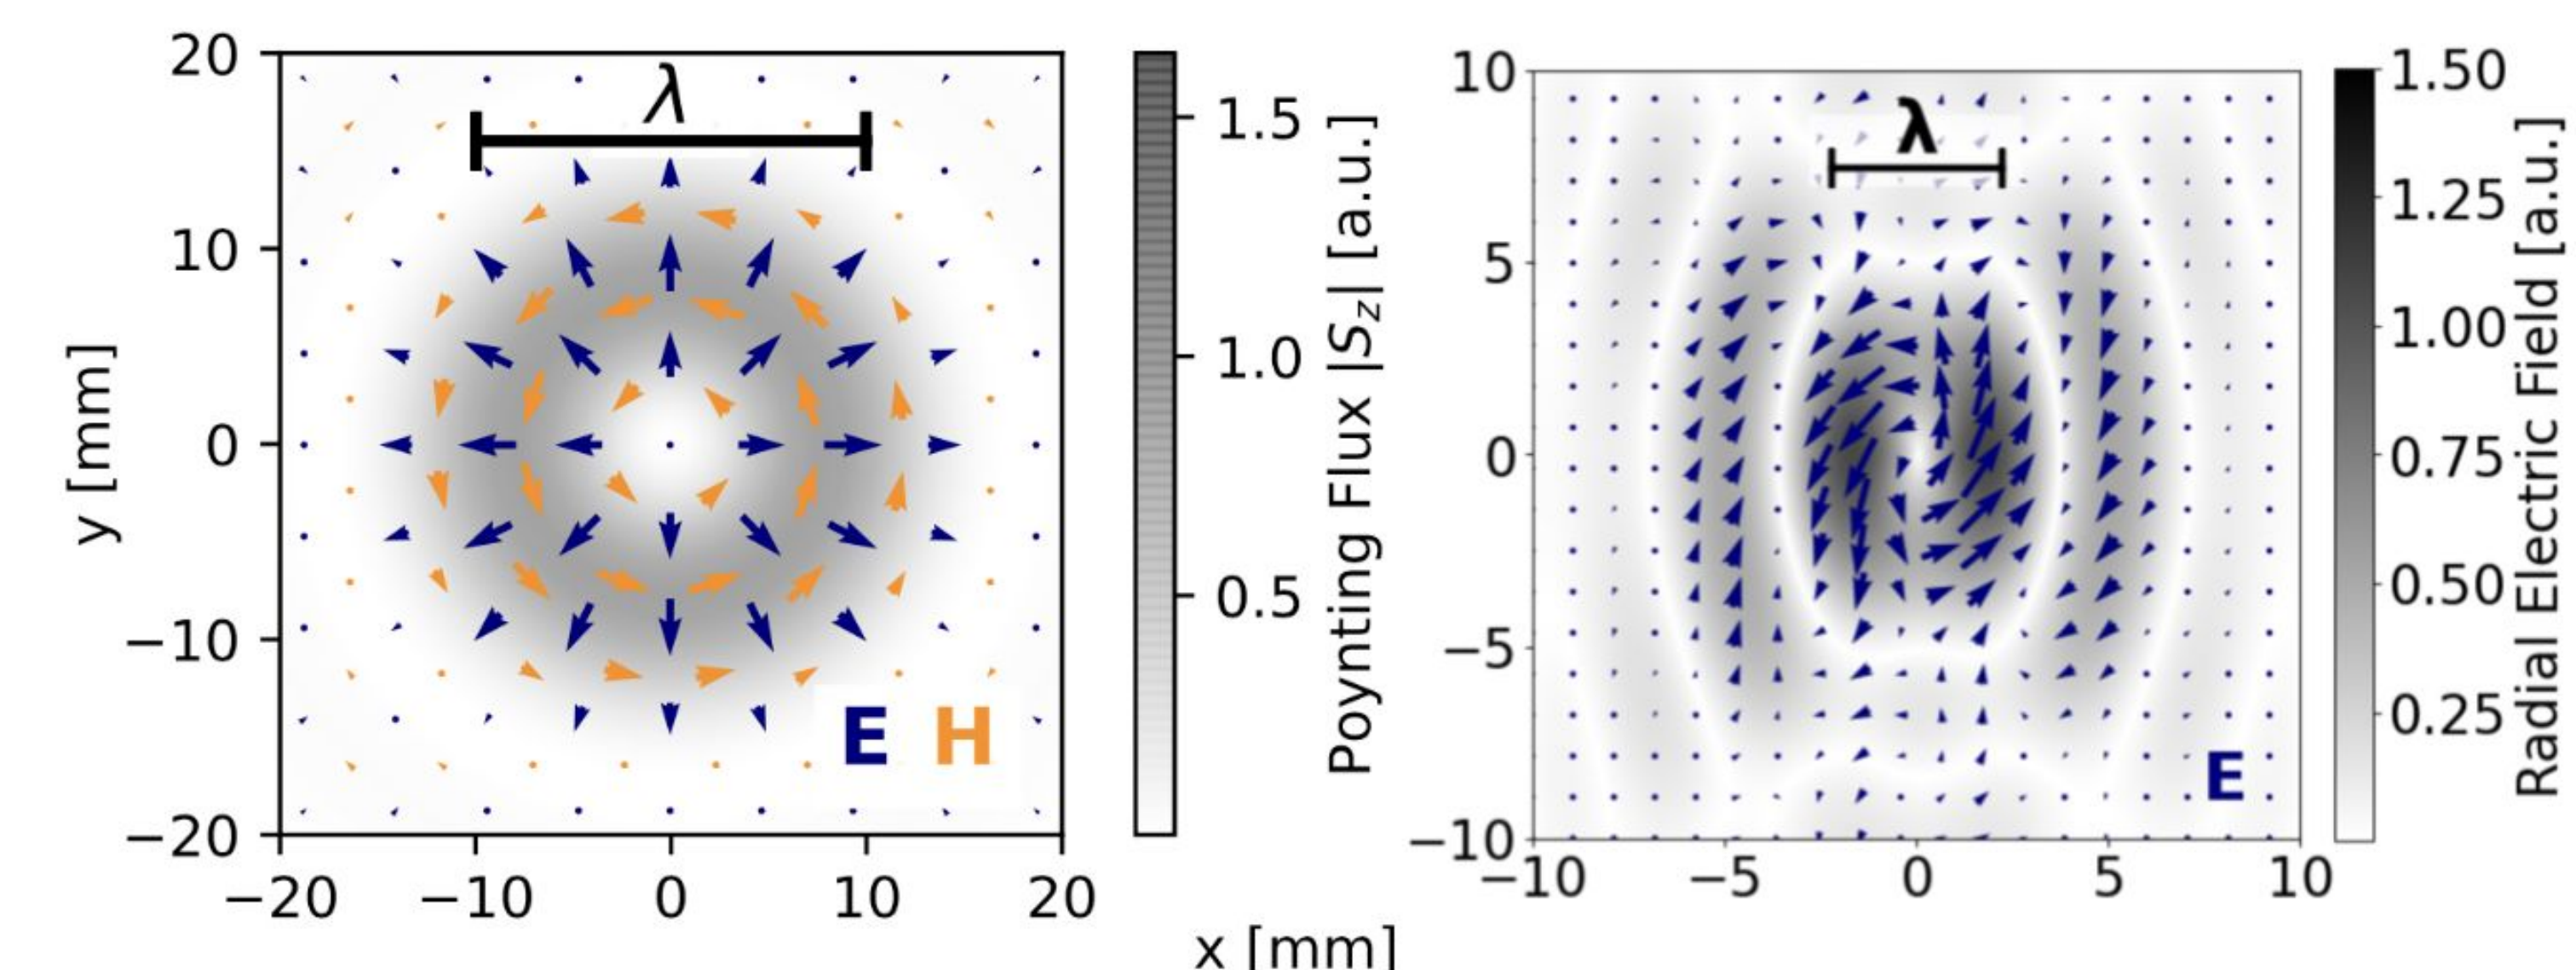 20
10
0
−10
−20
y [mm]
λ
E H
−20 −10 0 10 20
1.5
1.0
0.5
Poynting Flux |S_z| [a.u.]
10
5
0
−5
−10
λ
E
−10 −5 0 5 10
1.50
1.25
1.00
0.75
0.50
0.25
Radial Electric Field [a.u.]
x [mm]